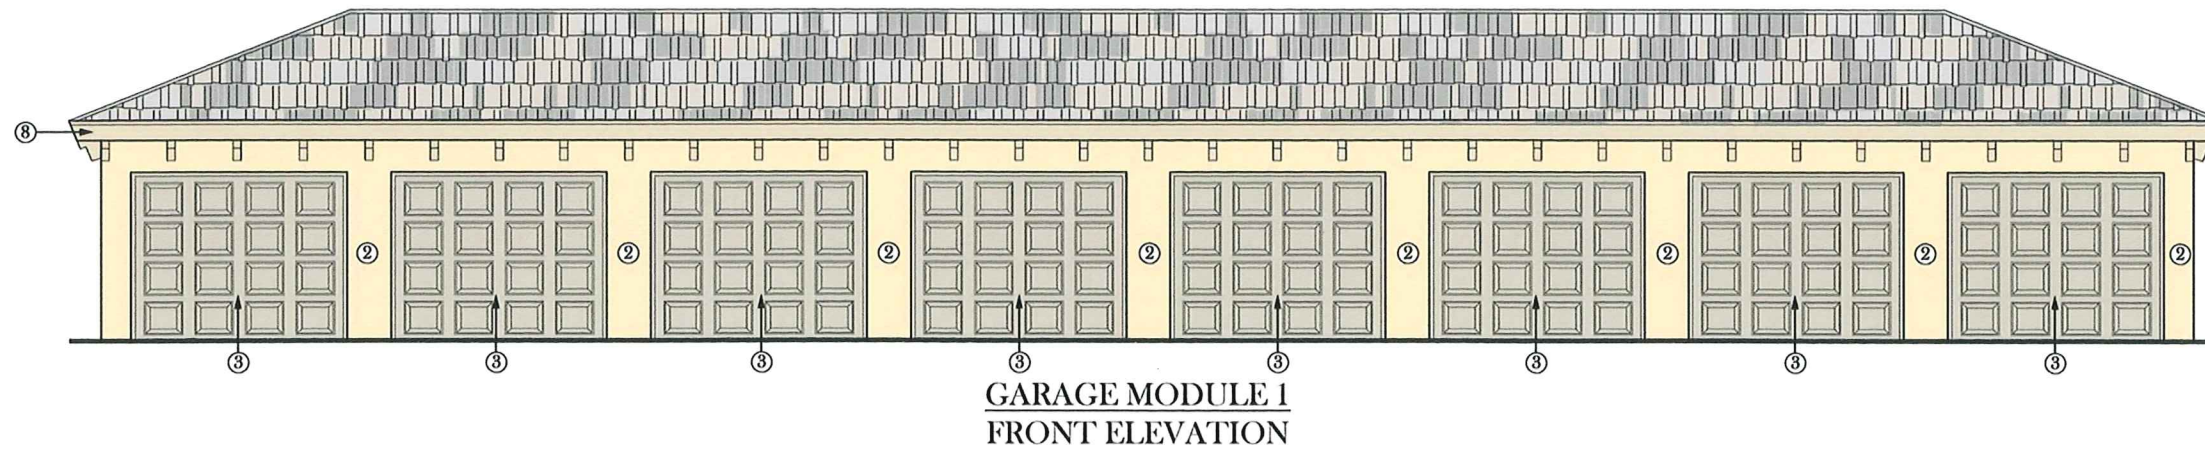 ⑧
② ② ② ② ② ② ② ②
③ ③ ③ ③ ③ ③ ③ ③
GARAGE MODULE 1
FRONT ELEVATION